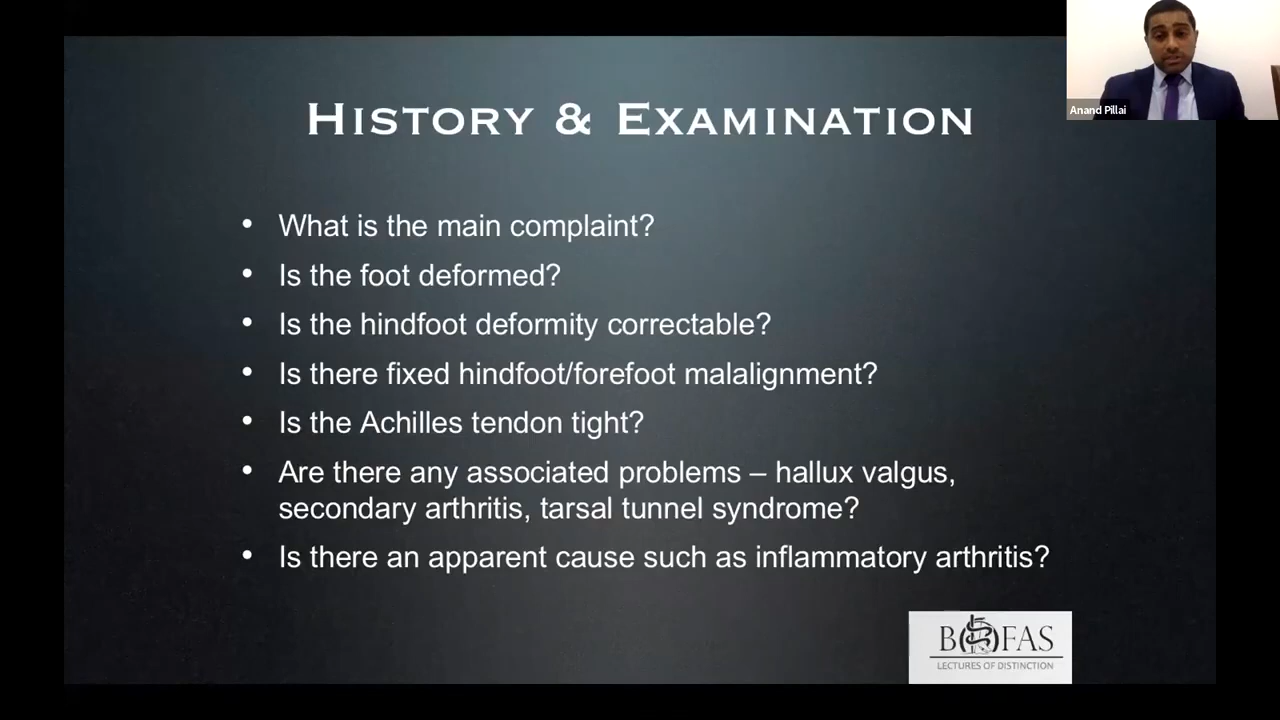 Anand Pillai
HISTORY & EXAMINATION
• What is the main complaint?
• Is the foot deformed?
• Is the hindfoot deformity correctable?
• Is there fixed hindfoot/forefoot malalignment?
• Is the Achilles tendon tight?
• Are there any associated problems – hallux valgus,
secondary arthritis, tarsal tunnel syndrome?
• Is there an apparent cause such as inflammatory arthritis?
BOFAS
LECTURES OF DISTINCTION